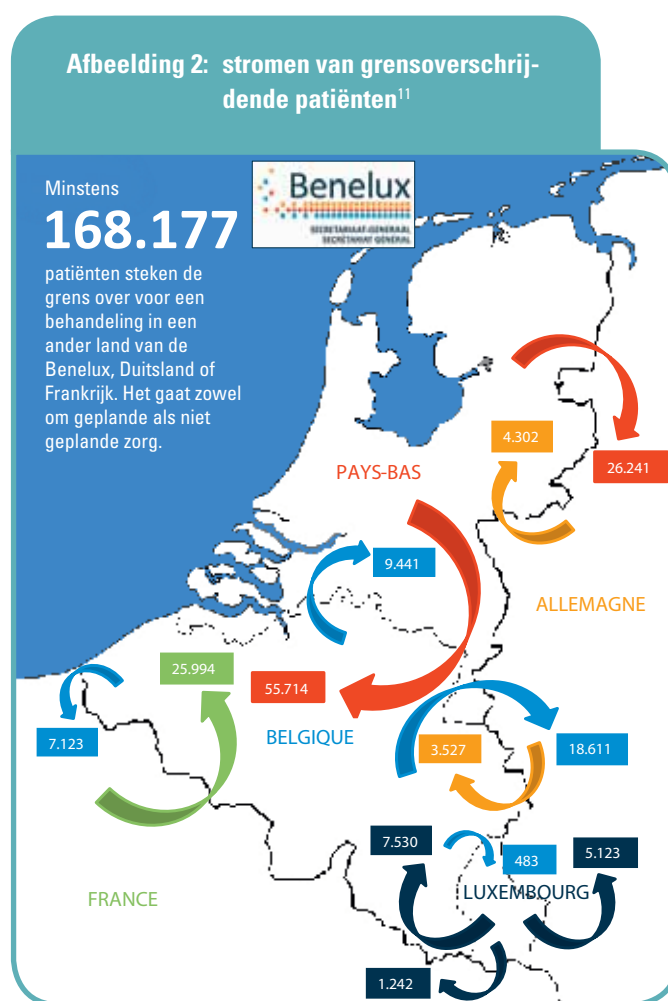 Afbeelding 2: stromen van grensoverschrij-
dende patiënten11
Minstens
168.177
patiënten steken de
grens over voor een
behandeling in een
ander land van de
Benelux, Duitsland of
Frankrijk. Het gaat zowel
om geplande als niet
geplande zorg.
Benelux
SECRETARIAAT-GENERAAL
SECRÉTARIAT GÉNÉRAL
4.302
26.241
PAYS-BAS
9.441
ALLEMAGNE
25.994
55.714
7.123
BELGIQUE
3.527
18.611
7.530
483
5.123
LUXEMBOURG
FRANCE
1.242